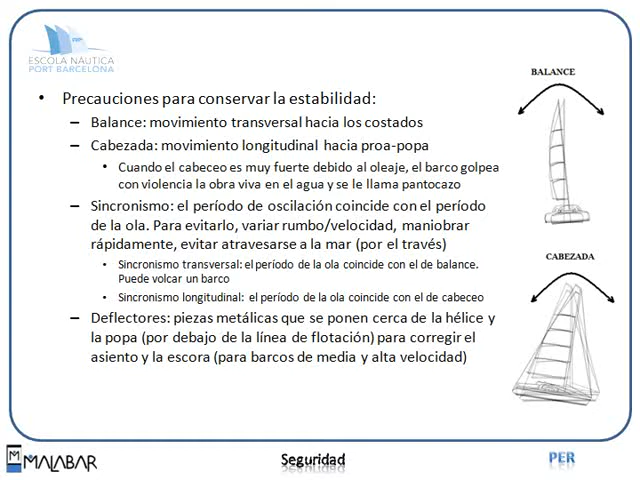 ESCOLA NÀUTICA
PORT BARCELONA
• Precauciones para conservar la estabilidad:
– Balance: movimiento transversal hacia los costados
– Cabezada: movimiento longitudinal hacia proa-popa
• Cuando el cabeceo es muy fuerte debido al oleaje, el barco golpea
con violencia la obra viva en el agua y se le llama pantocazo
– Sincronismo: el período de oscilación coincide con el período
de la ola. Para evitarlo, variar rumbo/velocidad, maniobrar
rápidamente, evitar atravesarse a la mar (por el través)
• Sincronismo transversal: el período de la ola coincide con el de balance.
Puede volcar un barco
• Sincronismo longitudinal: el período de la ola coincide con el de cabeceo
– Deflectores: piezas metálicas que se ponen cerca de la hélice y
la popa (por debajo de la línea de flotación) para corregir el
asiento y la escora (para barcos de media y alta velocidad)
BALANCE
CABEZADA
MALABAR
Seguridad
PER